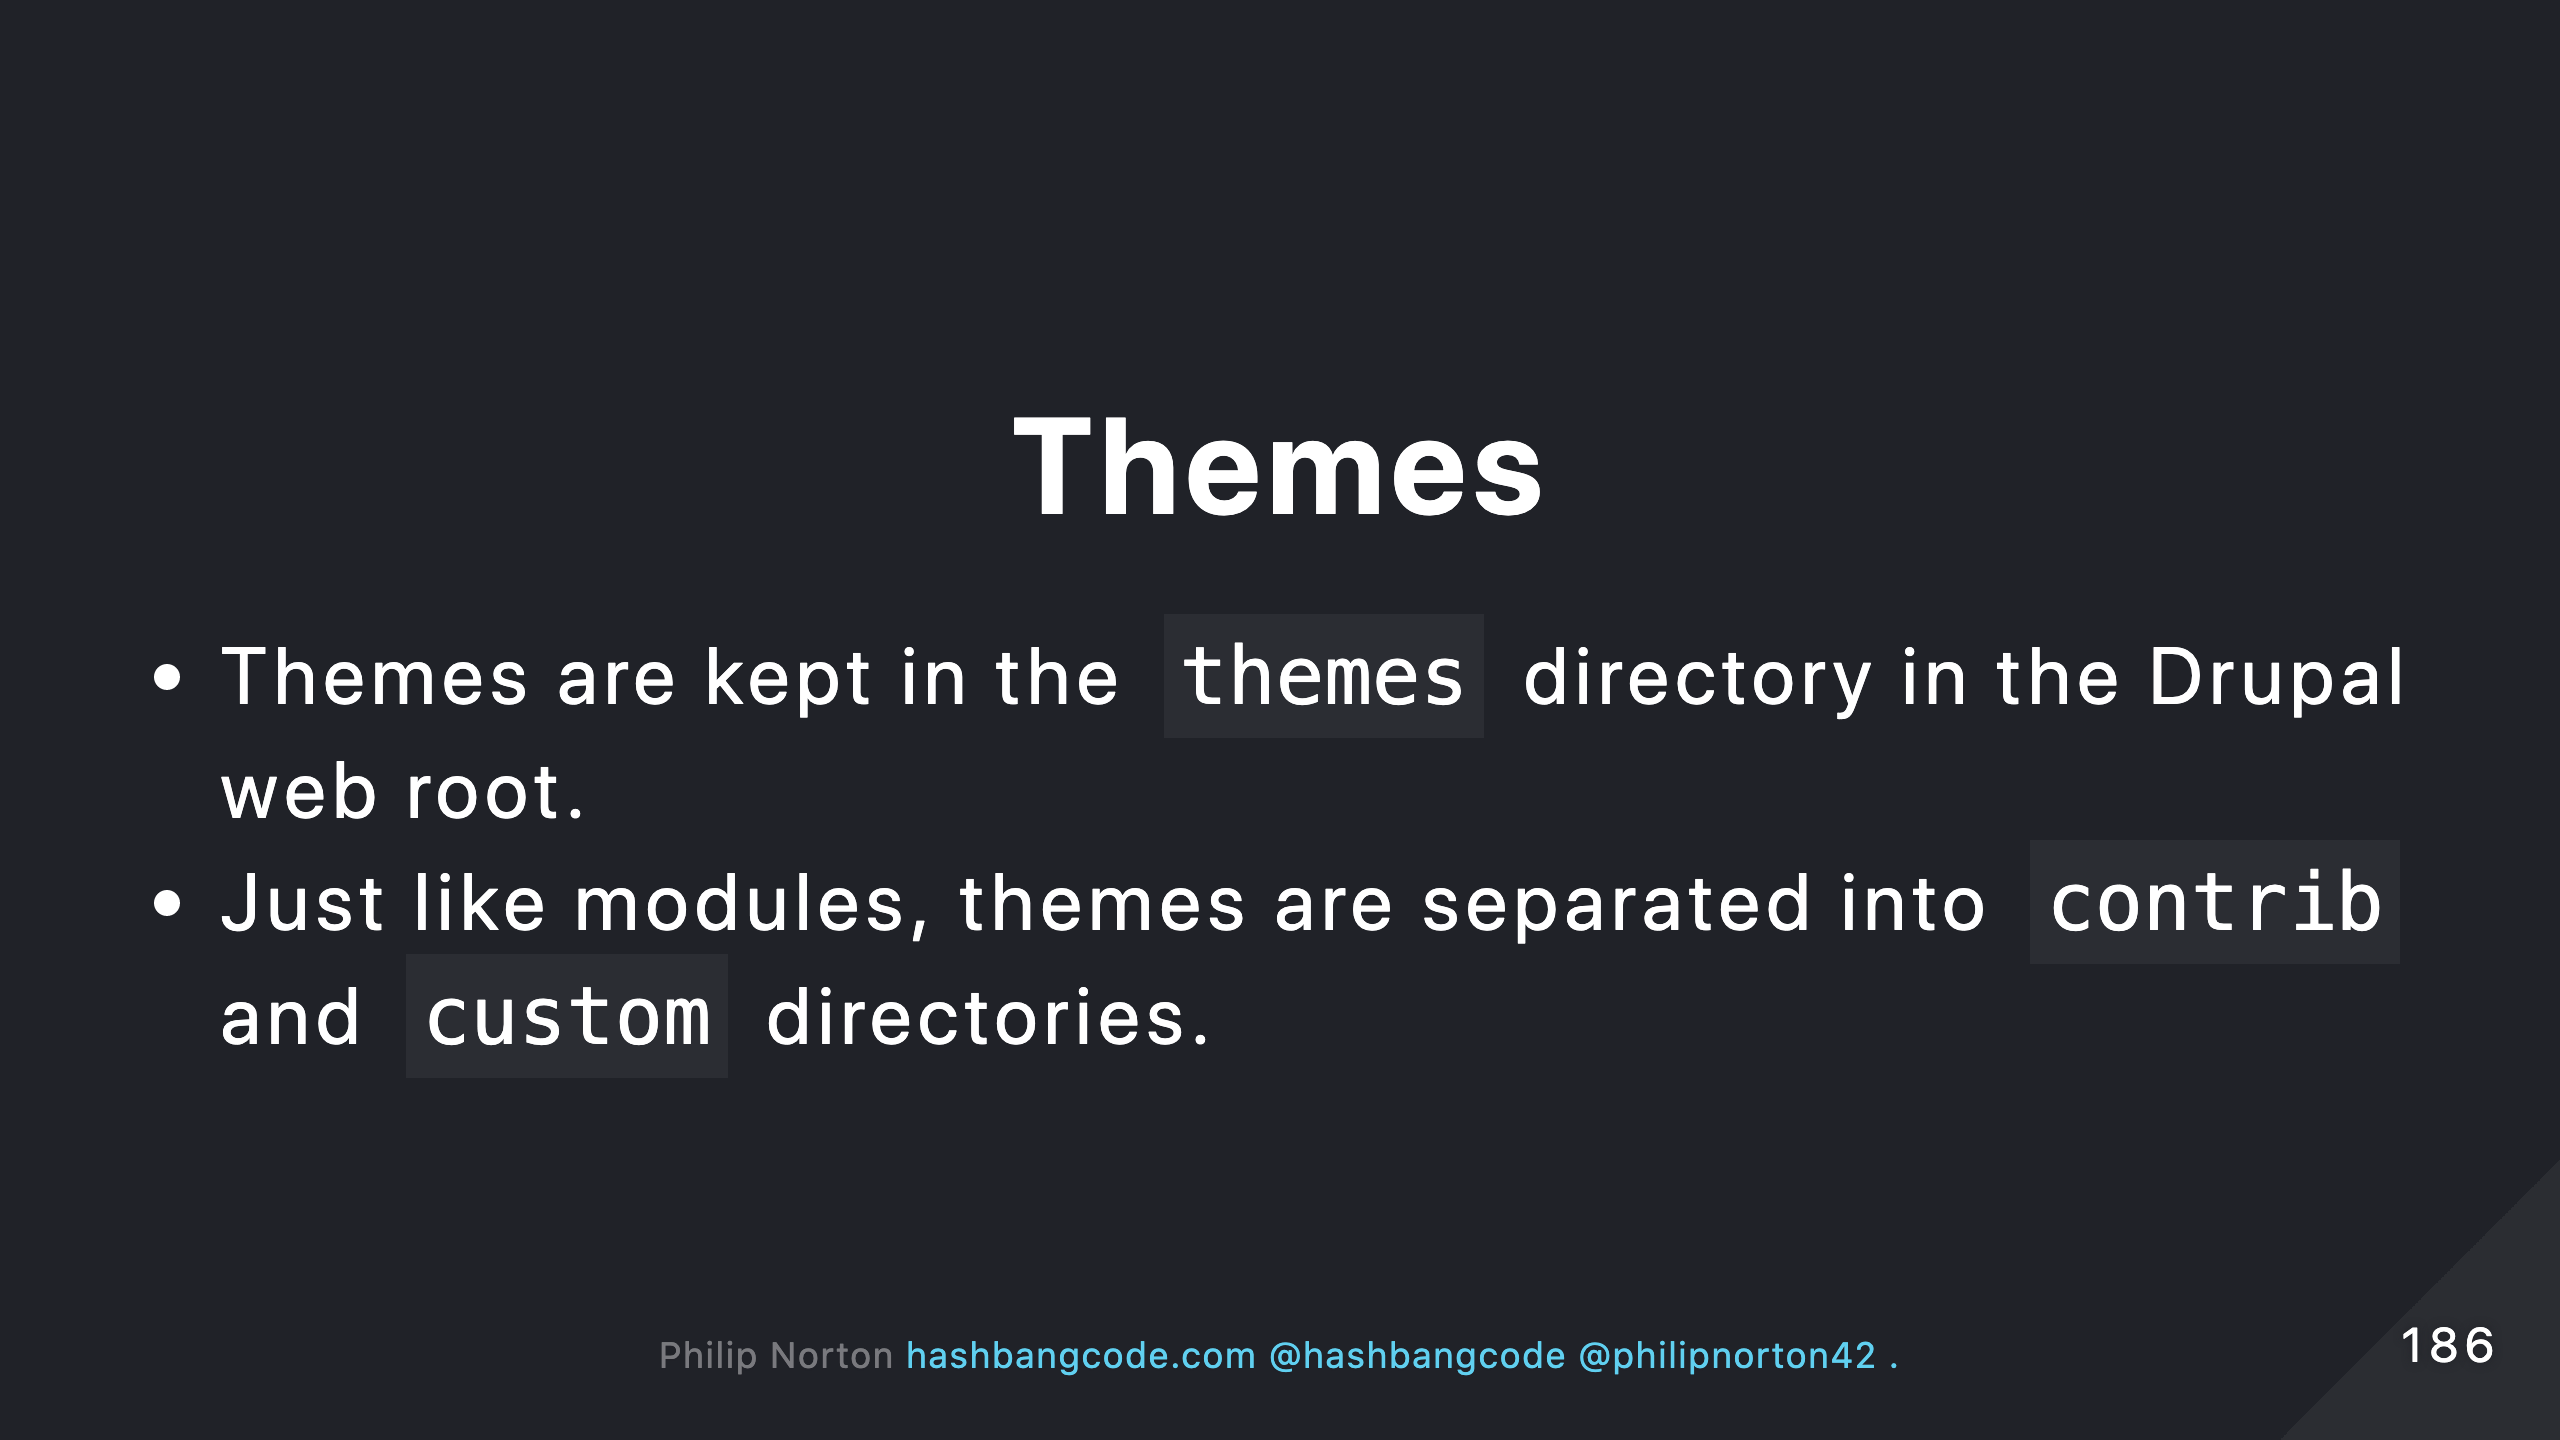 Themes
• Themes are kept in the themes directory in the Drupal
web root.
• Just like modules, themes are separated into contrib
and custom directories.
Philip Norton hashbangcode.com @hashbangcode @philipnorton42 .
186